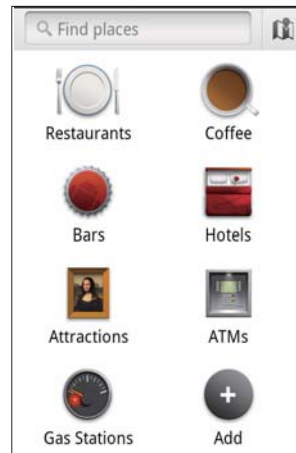 Find places
Restaurants Coffee
Bars Hotels
Attractions ATMs
Gas Stations Add